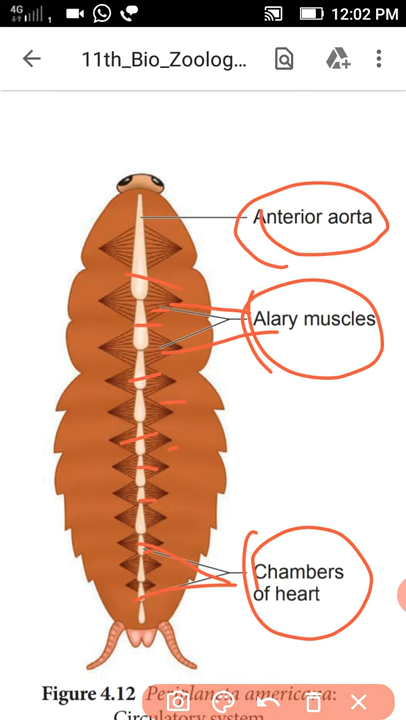 4G 1 12:02 PM
11th_Bio_Zoolog...
Anterior aorta
Alary muscles
Chambers
of heart
Figure 4.12 Periplaneta americana:
Circulatory system